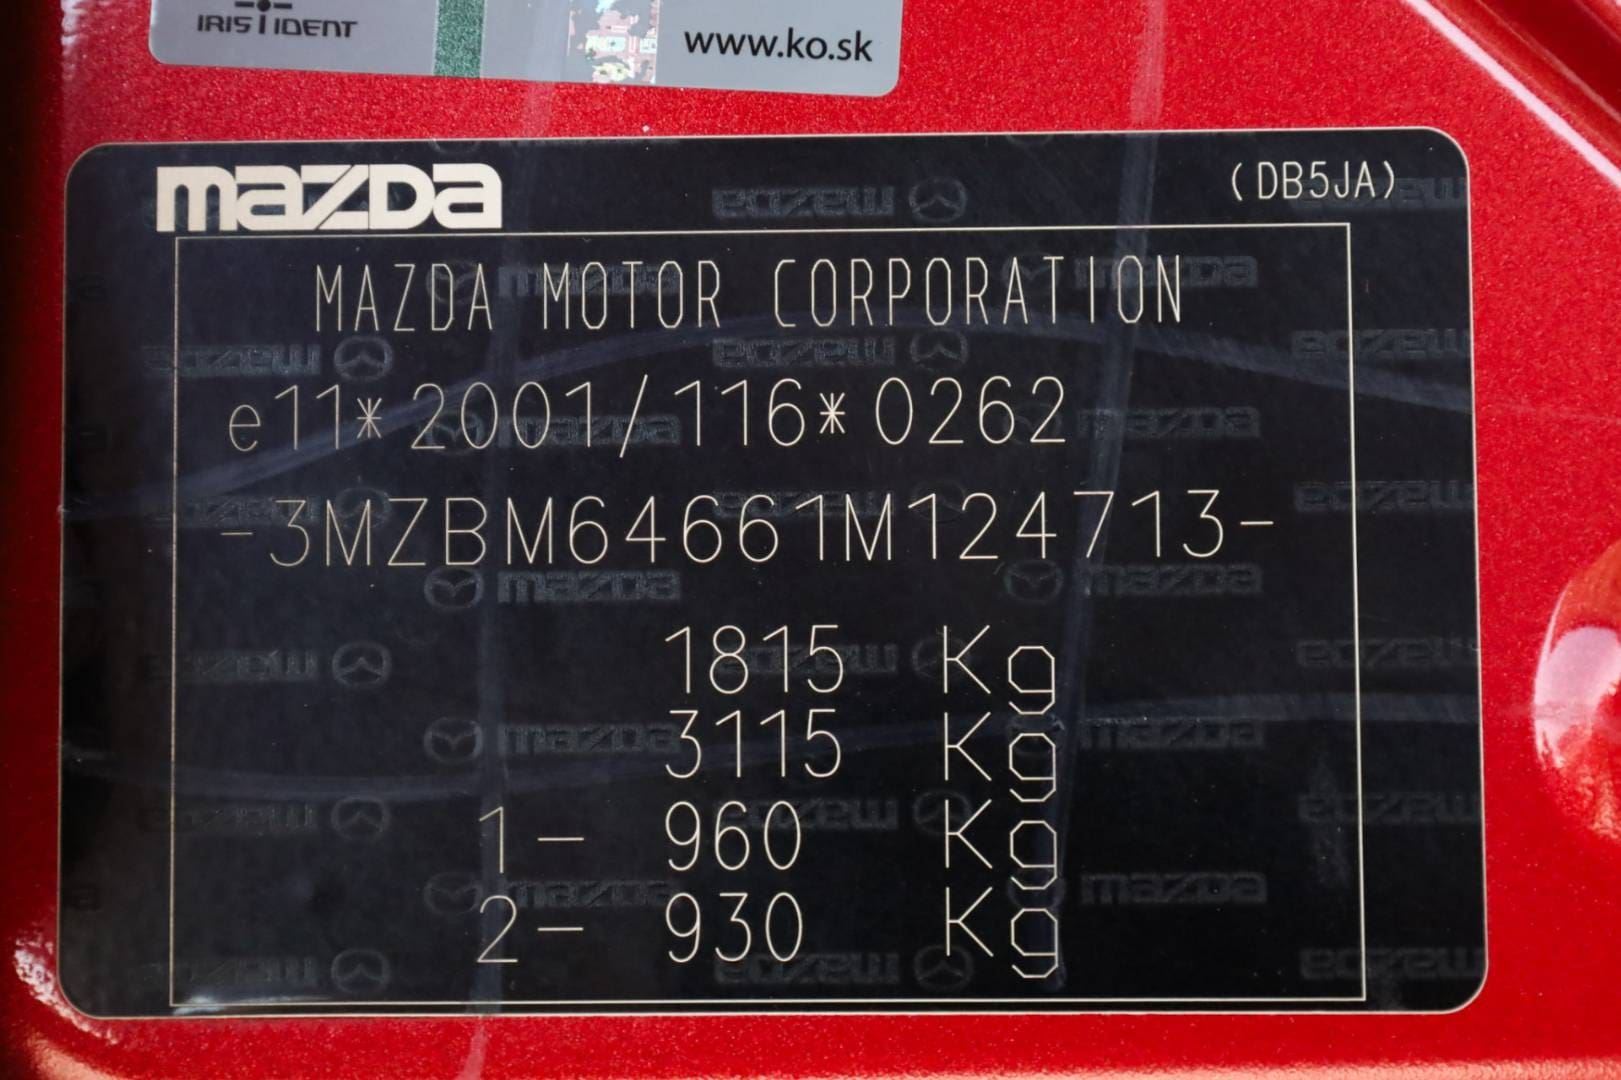 IRIS IDENT
www.ko.sk
mazda
(DB5JA)
MAZDA MOTOR CORPORATION
e11*2001/116*0262
-3MZBM64661M124713-
1815 Kg
3115 Kg
1- 960 Kg
2- 930 Kg